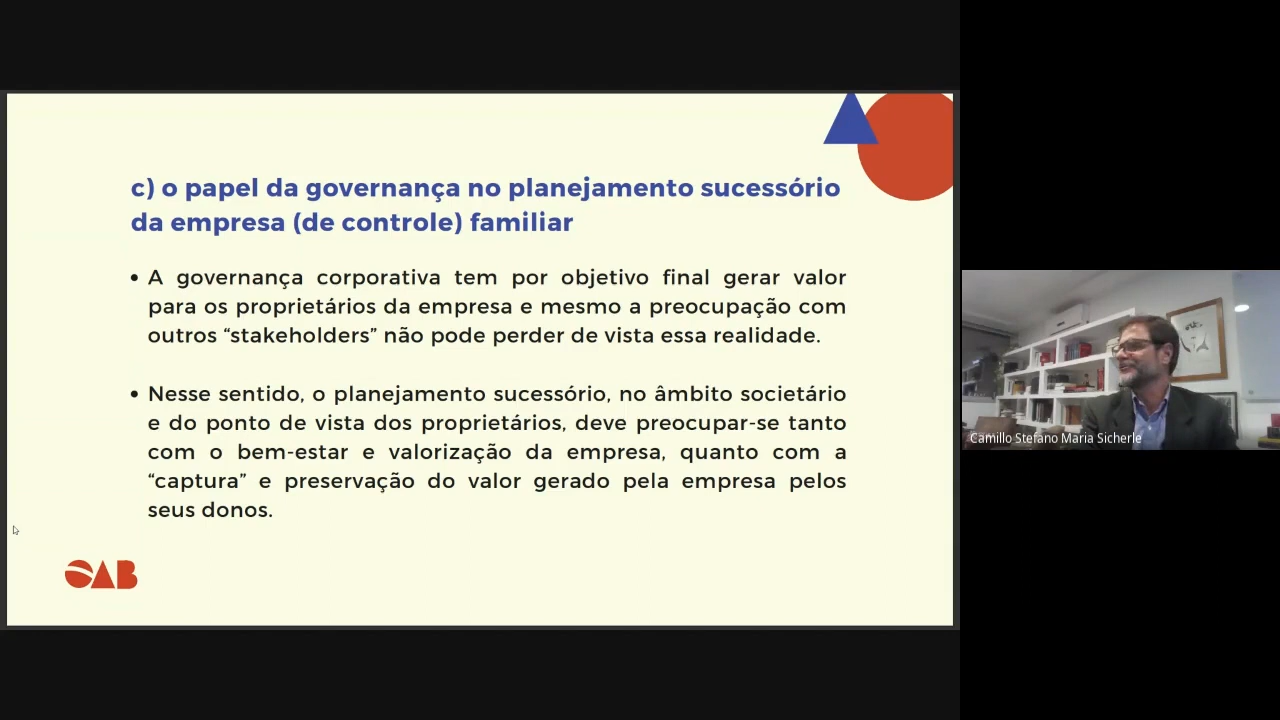 c) o papel da governança no planejamento sucessório
da empresa (de controle) familiar
• A governança corporativa tem por objetivo final gerar valor
para os proprietários da empresa e mesmo a preocupação com
outros “stakeholders” não pode perder de vista essa realidade.
• Nesse sentido, o planejamento sucessório, no âmbito societário
e do ponto de vista dos proprietários, deve preocupar-se tanto
com o bem-estar e valorização da empresa, quanto com a
“captura” e preservação do valor gerado pela empresa pelos
seus donos.
OAB
Camillo Stefano Maria Sicherle